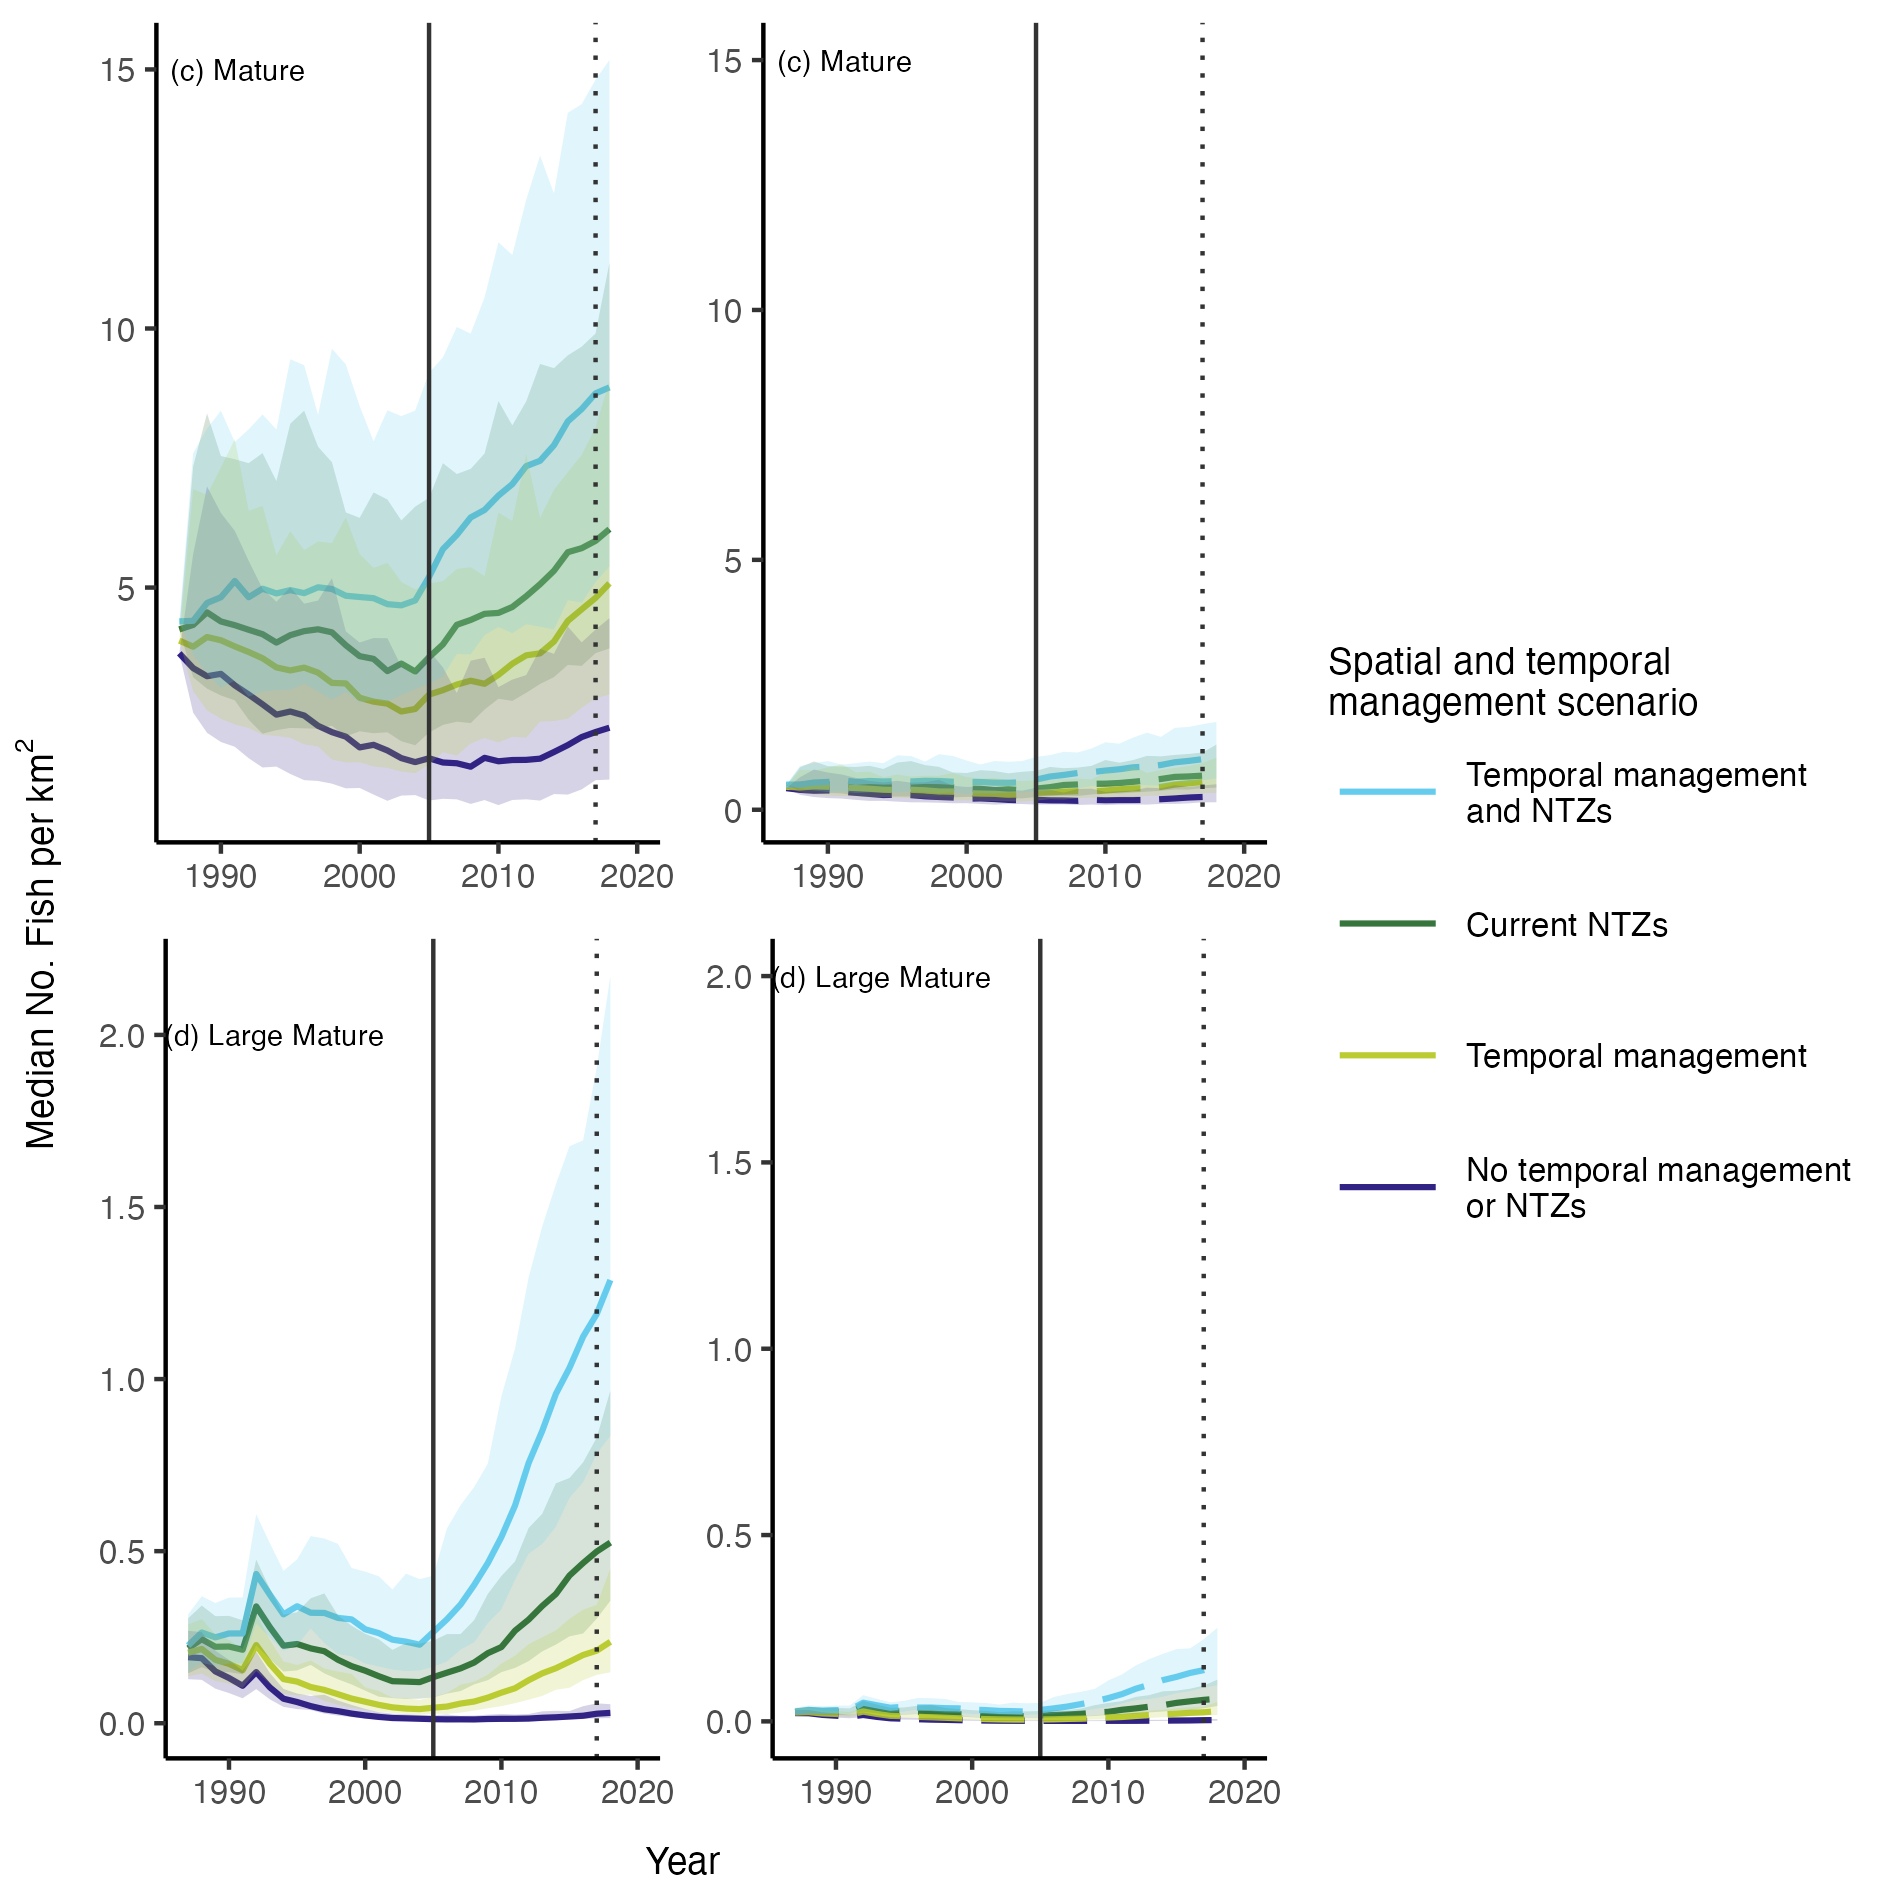 Median No. Fish per km²
15
10
5
(c) Mature
1990 2000 2010 2020
15
10
5
0
(c) Mature
1990 2000 2010 2020
2.0
1.5
1.0
0.5
0.0
(d) Large Mature
1990 2000 2010 2020
2.0
1.5
1.0
0.5
0.0
(d) Large Mature
1990 2000 2010 2020
Year
Spatial and temporal
management scenario
Temporal management
and NTZs
Current NTZs
Temporal management
No temporal management
or NTZs